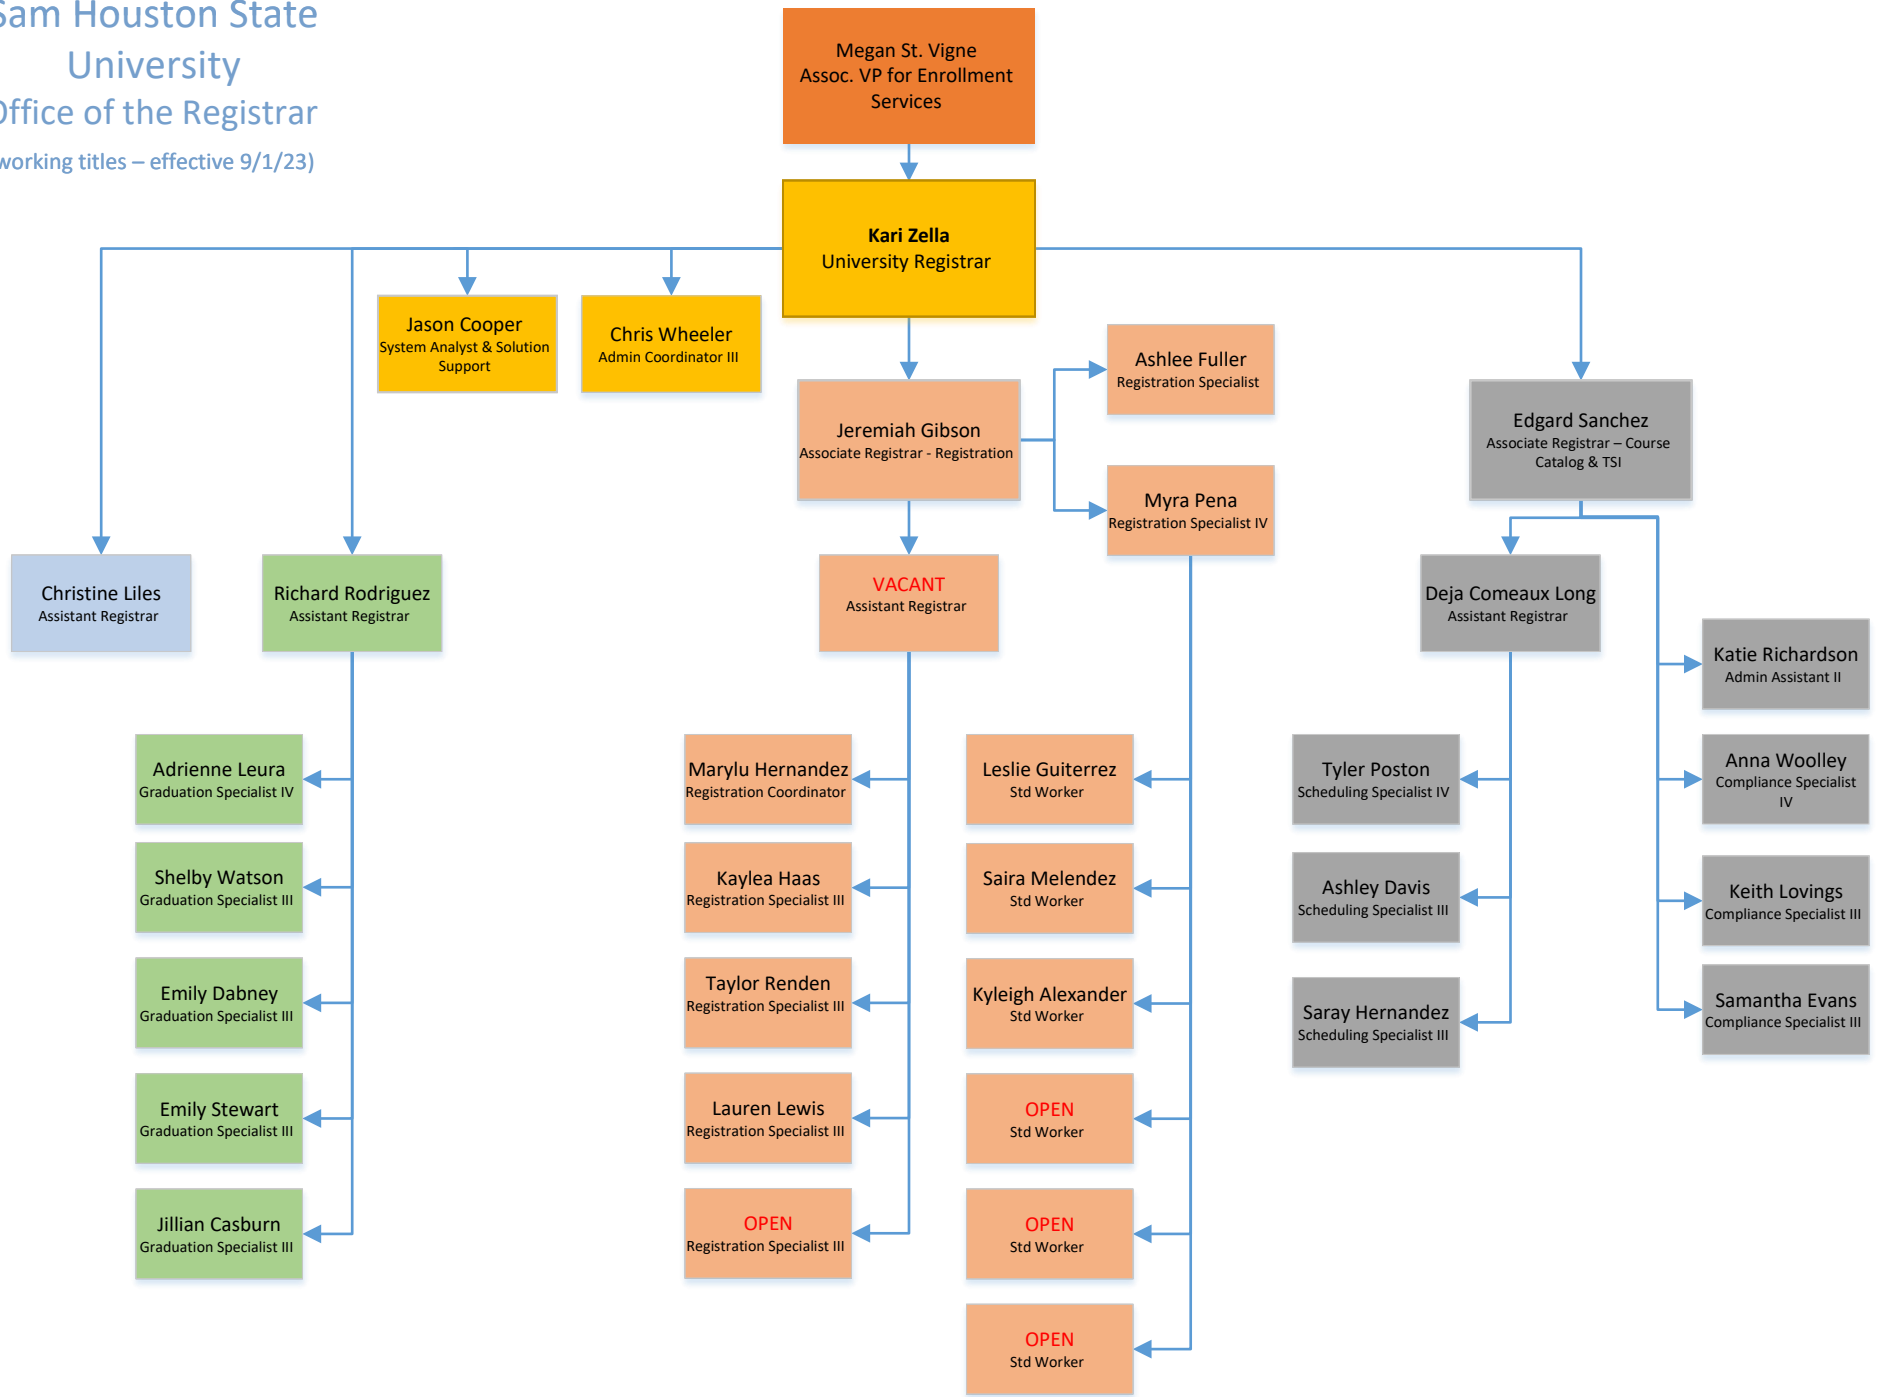 Sam Houston State
University
Office of the Registrar
working titles – effective 9/1/23)
Megan St. Vigne
Assoc. VP for Enrollment
Services
Kari Zella
University Registrar
Jason Cooper
System Analyst & Solution
Support
Chris Wheeler
Admin Coordinator III
Ashlee Fuller
Registration Specialist
Jeremiah Gibson
Associate Registrar - Registration
Edgard Sanchez
Associate Registrar – Course
Catalog & TSI
Myra Pena
Registration Specialist IV
Christine Liles
Assistant Registrar
Richard Rodriguez
Assistant Registrar
VACANT
Assistant Registrar
Deja Comeaux Long
Assistant Registrar
Katie Richardson
Admin Assistant II
Adrienne Leura
Graduation Specialist IV
Marylu Hernandez
Registration Coordinator
Leslie Guiterrez
Std Worker
Tyler Poston
Scheduling Specialist IV
Anna Woolley
Compliance Specialist
IV
Shelby Watson
Graduation Specialist III
Kaylea Haas
Registration Specialist III
Saira Melendez
Std Worker
Ashley Davis
Scheduling Specialist III
Keith Lovings
Compliance Specialist III
Emily Dabney
Graduation Specialist III
Taylor Renden
Registration Specialist III
Kyleigh Alexander
Std Worker
Saray Hernandez
Scheduling Specialist III
Samantha Evans
Compliance Specialist III
Emily Stewart
Graduation Specialist III
Lauren Lewis
Registration Specialist III
OPEN
Std Worker
Jillian Casburn
Graduation Specialist III
OPEN
Registration Specialist III
OPEN
Std Worker
OPEN
Std Worker